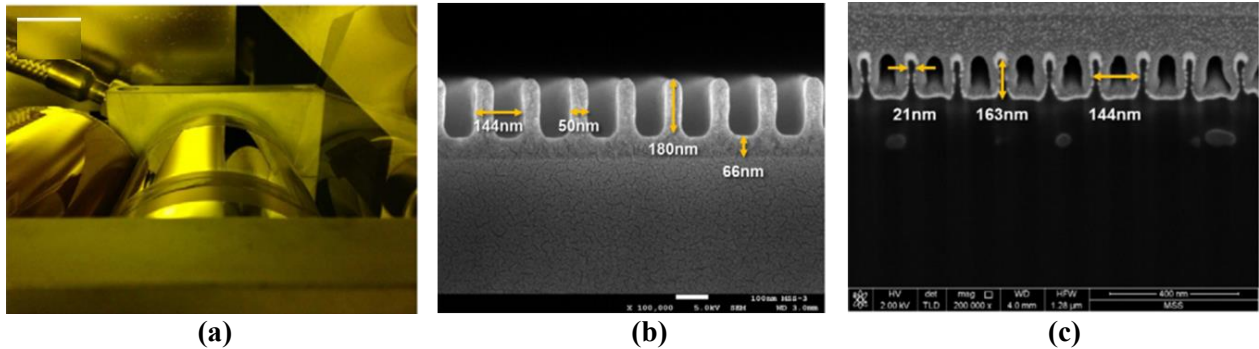 144nm
50nm
180nm
66nm
100nm MSS-3
X 100,000 5.0kV SEM WD 3.0mm
21nm
163nm
144nm
HV det mag WD HFW 400 nm
2.00 kV TLD 200 000 x 4.0 mm 1.28 µm MSS
(a) (b) (c)